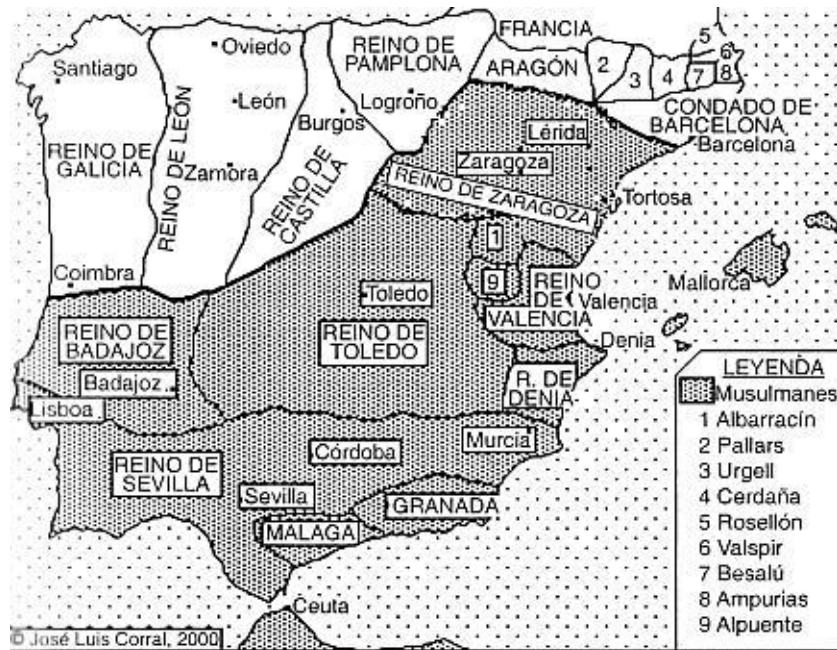 FRANCIA
5
6
Oviedo
REINO DE
PAMPLONA
Santiago
ARAGÓN
2
3
4
7
8
León
Logroño
Burgos
CONDADO DE
BARCELONA
Barcelona
Lérida
REINO DE
GALICIA
REINO DE LEÓN
Zamora
REINO DE
CASTILLA
Zaragoza
REINO DE ZARAGOZA
Tortosa
1
Coimbra
9
Toledo
REINO
DE
VALENCIA
Valencia
Mallorca
REINO DE
BADAJOZ
REINO DE
TOLEDO
Denia
Badajoz
R. DE
DENIA
Lisboa
Murcia
Córdoba
REINO DE
SEVILLA
Sevilla
GRANADA
MALAGA
Ceuta
LEYENDA
Musulmanes
1 Albarracín
2 Pallars
3 Urgell
4 Cerdaña
5 Rosellón
6 Valspir
7 Besalú
8 Ampurias
9 Alpuente
© José Luis Corral, 2000